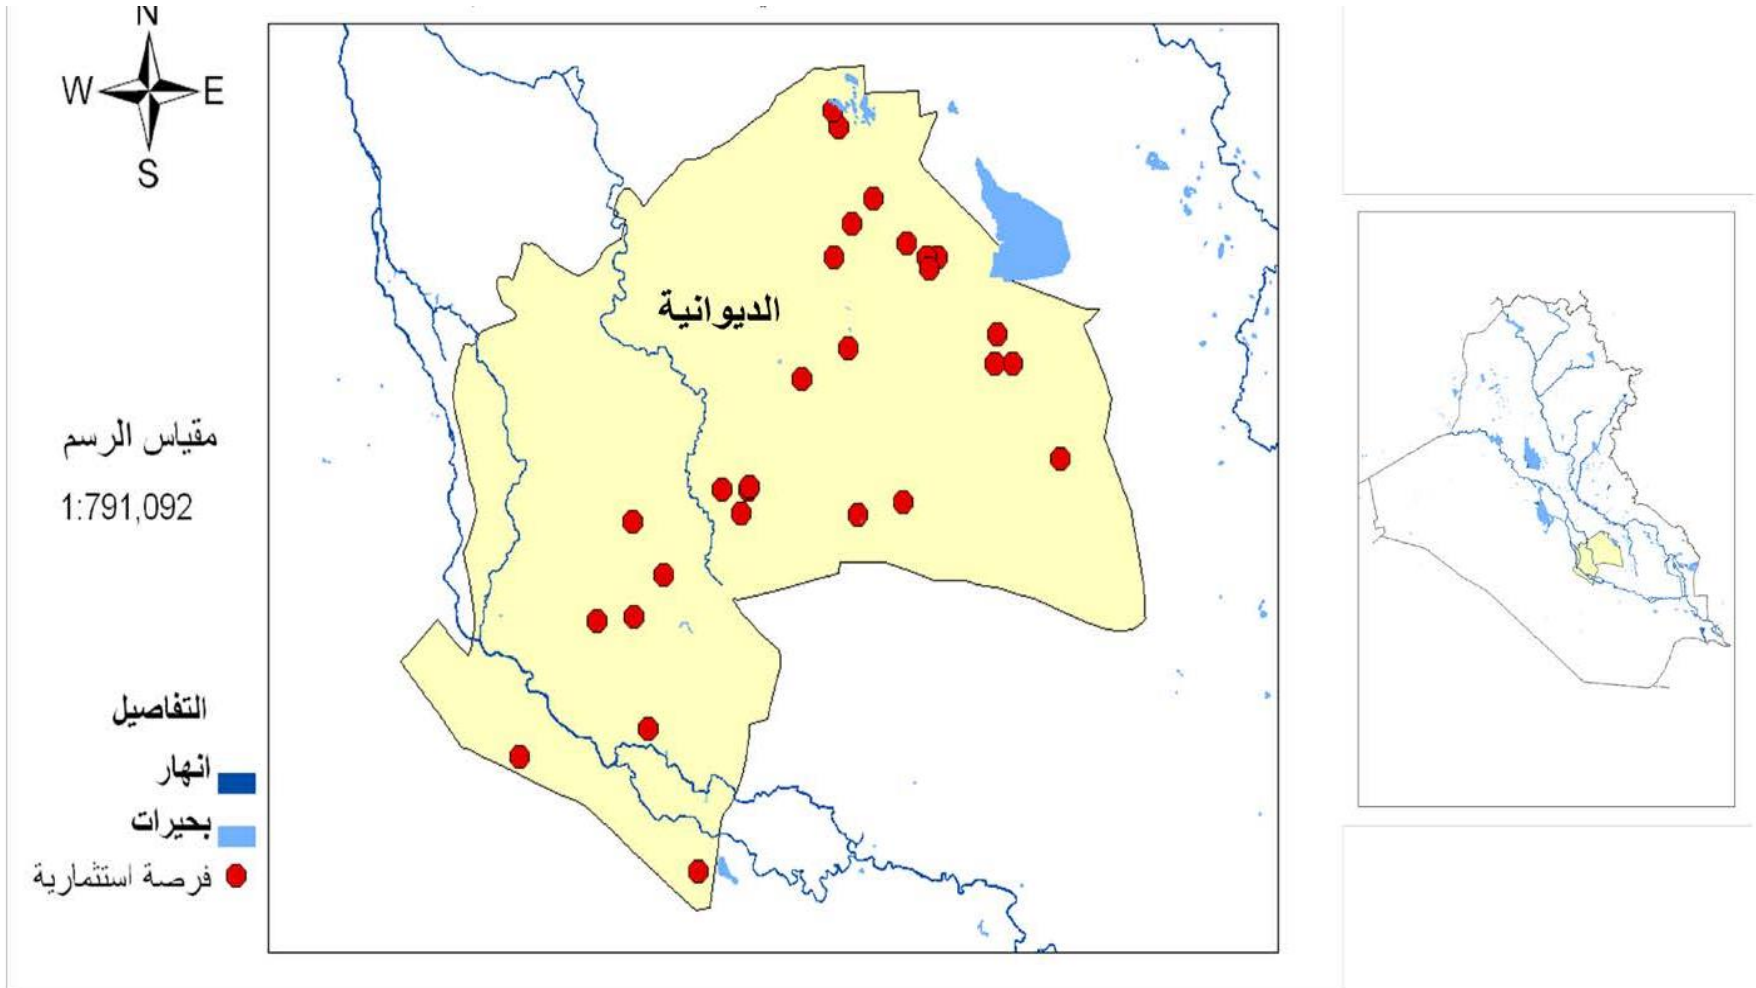 N
W
E
S
الديوانية
مقياس الرسم
1:791,092
التفاصيل
انهار
بحيرات
فرصة استثمارية